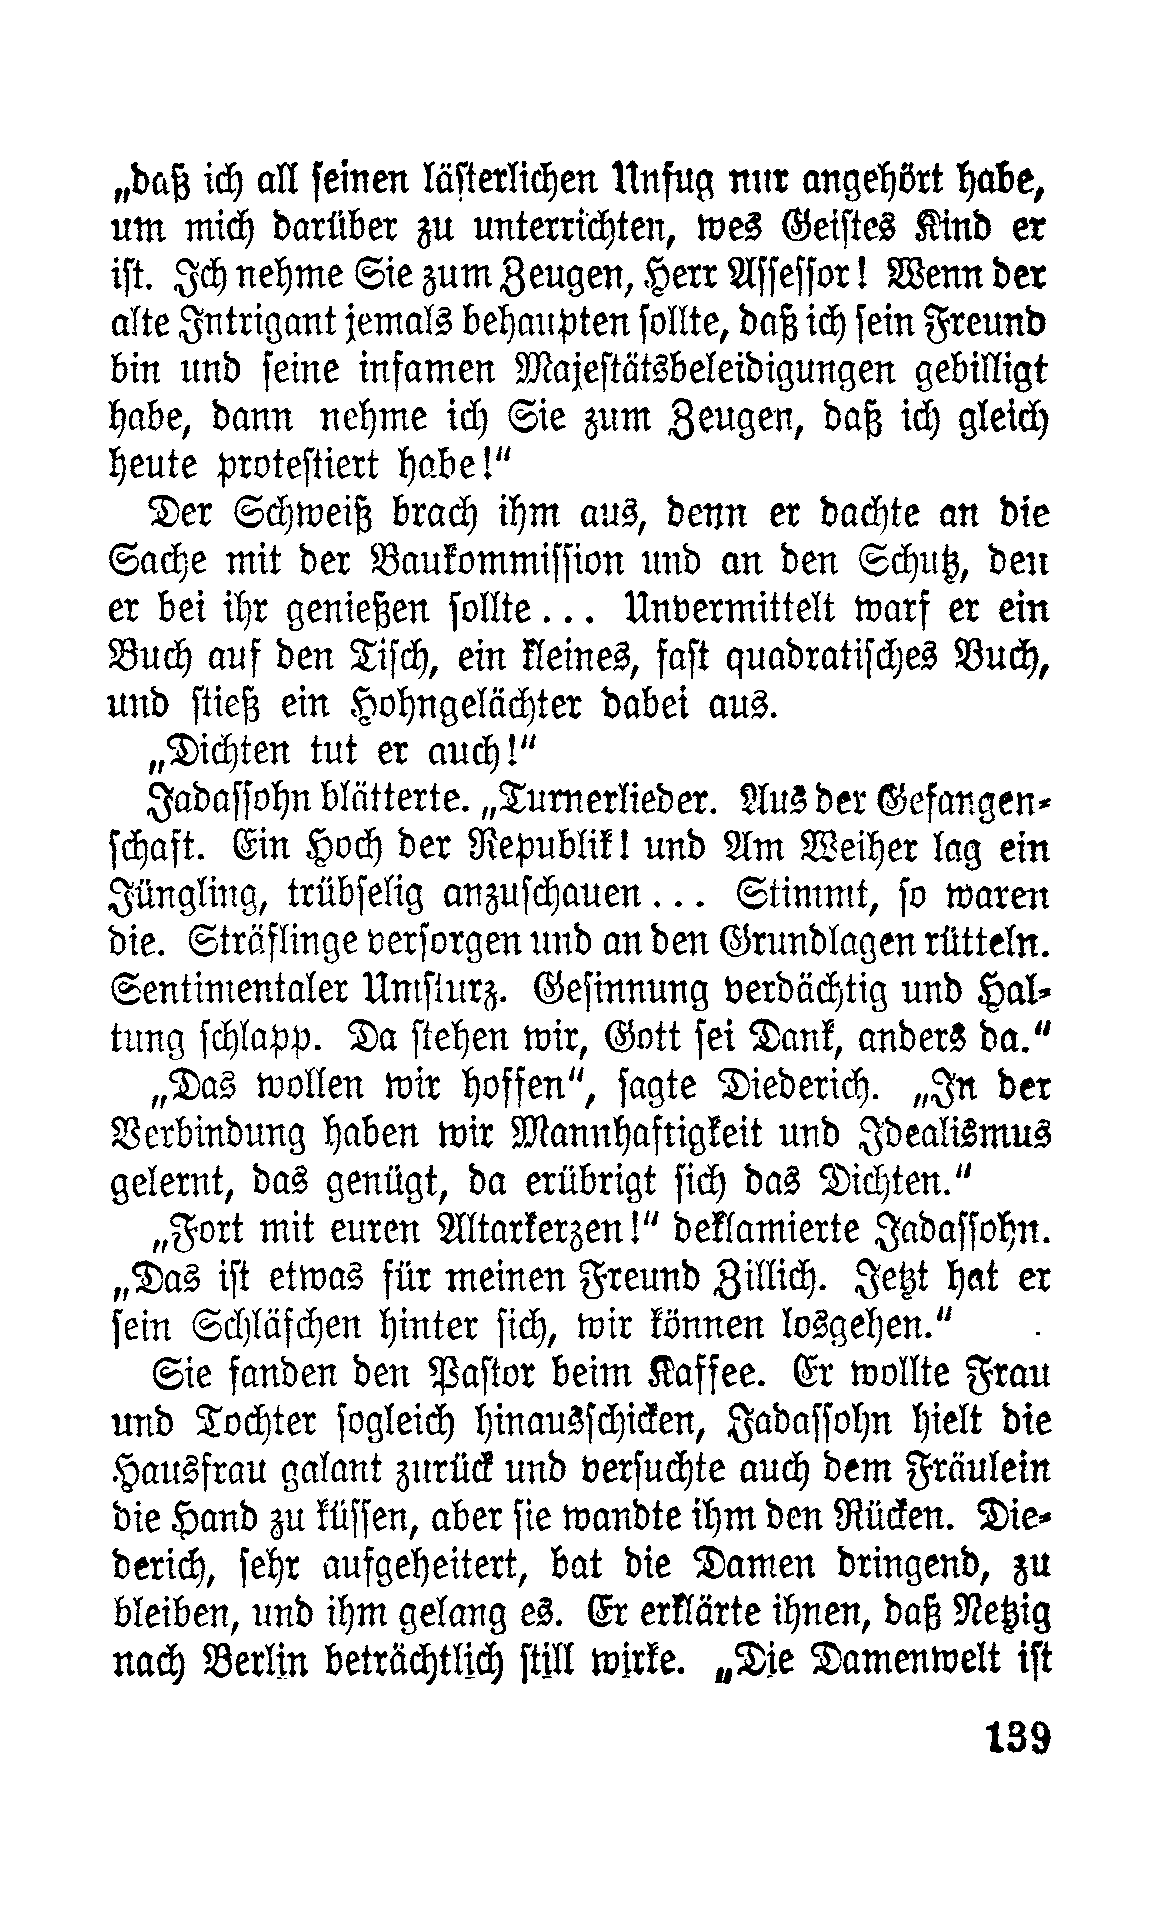 „daß ich all seinen lästerlichen Unfug nur angehört habe,
um mich darüber zu unterrichten, wes Geistes Kind er
ist. Ich nehme Sie zum Zeugen, Herr Assessor! Wenn der
alte Intrigant jemals behaupten sollte, daß ich sein Freund
bin und seine infamen Majestätsbeleidigungen gebilligt
habe, dann nehme ich Sie zum Zeugen, daß ich gleich
heute protestiert habe!“
Der Schweiß brach ihm aus, denn er dachte an die
Sache mit der Baukommission und an den Schutz, den
er bei ihr genießen sollte... Unvermittelt warf er ein
Buch auf den Tisch, ein kleines, fast quadratisches Buch,
und stieß ein Hohngelächter dabei aus.
„Dichten tut er auch!“
Jadassohn blätterte. „Turnerlieder. Aus der Gefangen-
schaft. Ein Hoch der Republik! und Am Weiher lag ein
Jüngling, trübselig anzuschauen... Stimmt, so waren
die. Sträflinge versorgen und an den Grundlagen rütteln.
Sentimentaler Umsturz. Gesinnung verdächtig und Hal-
tung schlapp. Da stehen wir, Gott sei Dank, anders da.“
„Das wollen wir hoffen“, sagte Diederich. „In der
Verbindung haben wir Mannhaftigkeit und Idealismus
gelernt, das genügt, da erübrigt sich das Dichten.“
„Fort mit euren Altarkerzen!“ deklamierte Jadassohn.
„Das ist etwas für meinen Freund Zillich. Jetzt hat er
sein Schläfchen hinter sich, wir können losgehen.“
Sie fanden den Pastor beim Kaffee. Er wollte Frau
und Tochter sogleich hinausschicken, Jadassohn hielt die
Hausfrau galant zurück und versuchte auch dem Fräulein
die Hand zu küssen, aber sie wandte ihm den Rücken. Die-
derich, sehr aufgeheitert, bat die Damen dringend, zu
bleiben, und ihm gelang es. Er erklärte ihnen, daß Netzig
nach Berlin beträchtlich still wirke. „Die Damenwelt ist
139